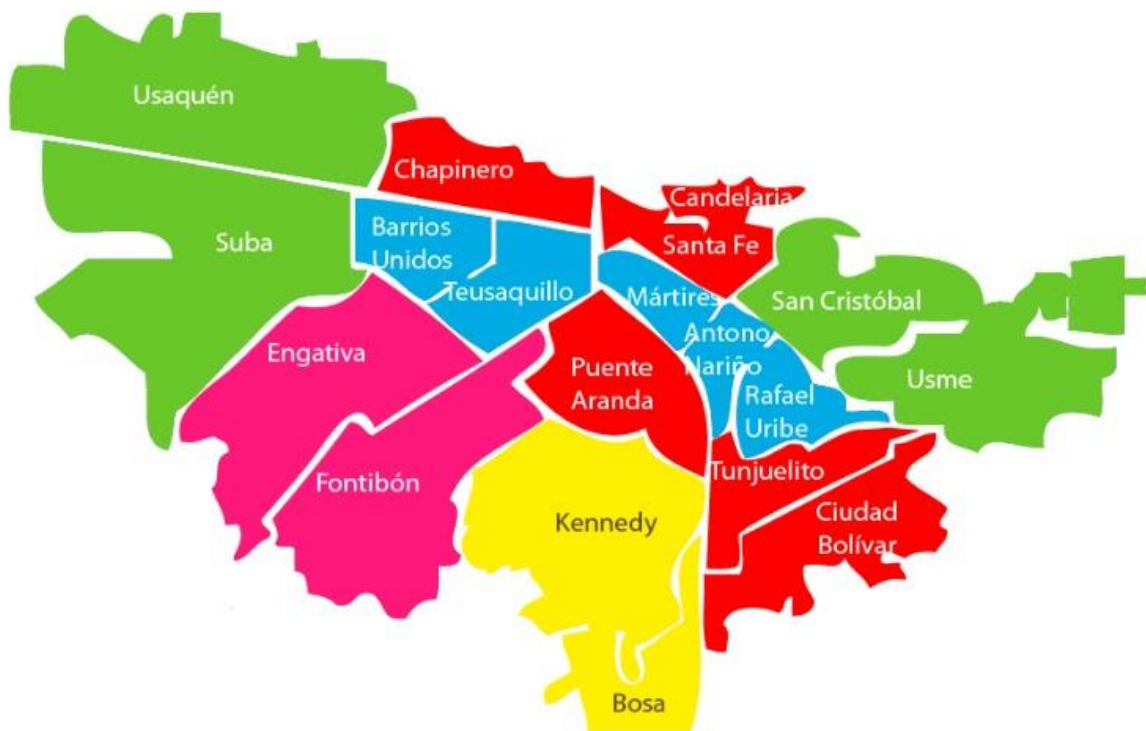 Usaquén
Chapinero
Candelaria
Barrios
Unidos
Suba
Santa Fe
Teusaquillo
Mártires
San Cristóbal
Antono
Nariño
Engativa
Puente
Aranda
Usme
Rafael
Uribe
Fontibón
Tunjuelito
Kennedy
Ciudad
Bolívar
Bosa